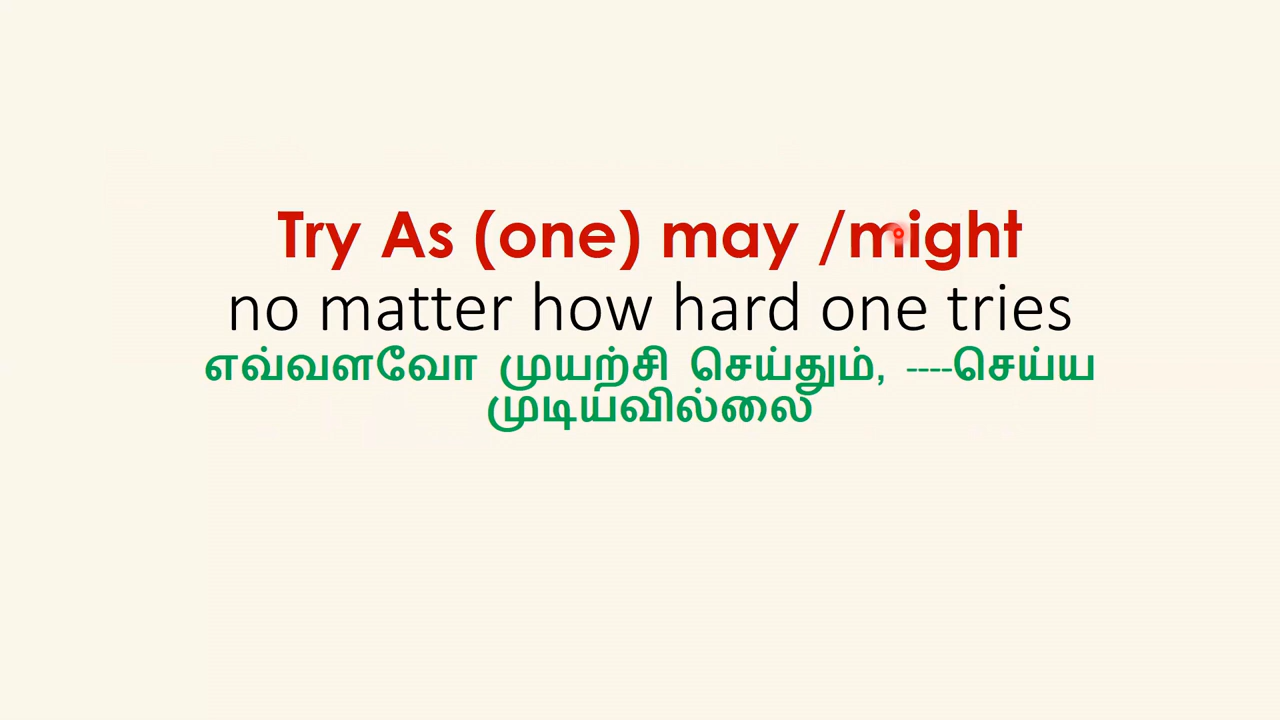 Try As (one) may /might
no matter how hard one tries
எவ்வளவோ முயற்சி செய்தும், ----செய்ய
முடியவில்லை